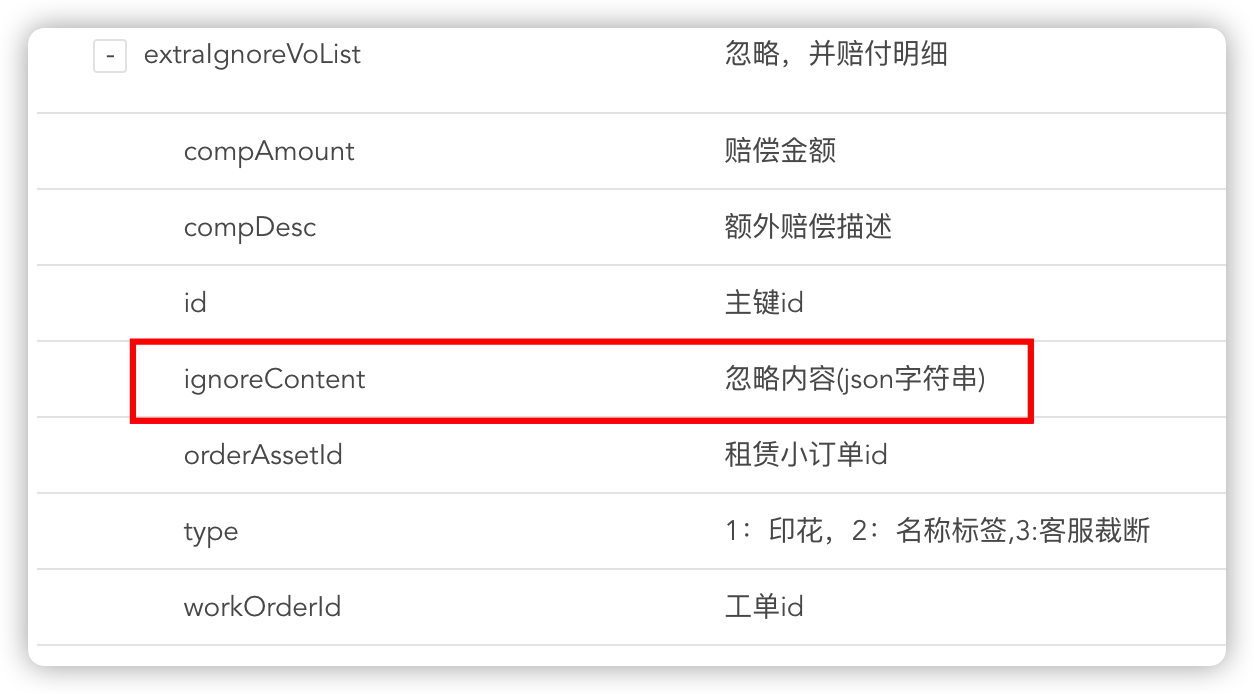 - extraIgnoreVoList 忽略，并赔付明细
compAmount 赔偿金额
compDesc 额外赔偿描述
id 主键id
ignoreContent 忽略内容(json字符串)
orderAssetId 租赁小订单id
type 1：印花，2：名称标签,3:客服裁断
workOrderId 工单id